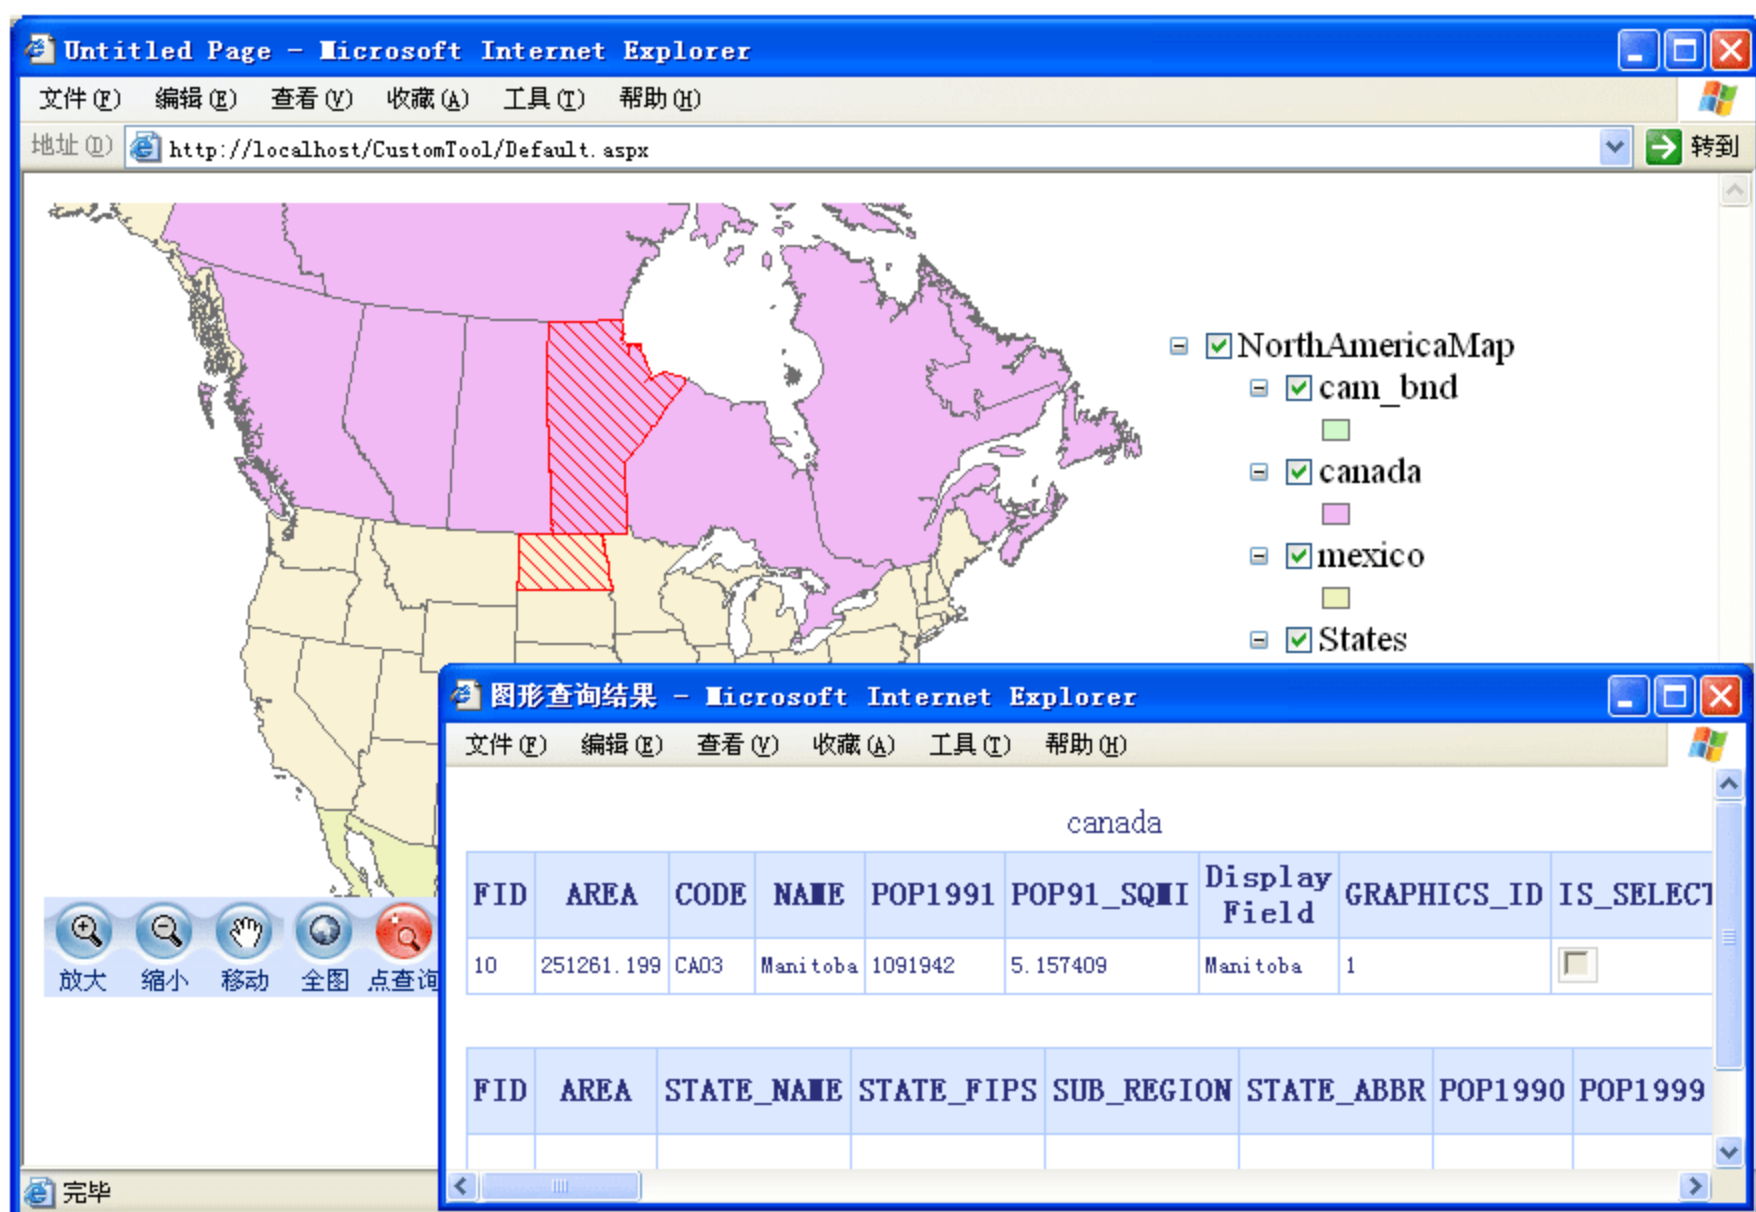 Untitled Page - Microsoft Internet Explorer
文件(F) 编辑(E) 查看(V) 收藏(A) 工具(T) 帮助(H)
地址(D) http://localhost/CustomTool/Default.aspx 转到
NorthAmericaMap
cam_bnd
canada
mexico
States
图形查询结果 - Microsoft Internet Explorer
文件(F) 编辑(E) 查看(V) 收藏(A) 工具(T) 帮助(H)
canada
FID AREA CODE NAME POP1991 POP91_SQMI Display Field GRAPHICS_ID IS_SELECT
10 251261.199 CA03 Manitoba 1091942 5.157409 Manitoba 1
FID AREA STATE_NAME STATE_FIPS SUB_REGION STATE_ABBR POP1990 POP1999
放大 缩小 移动 全图 点查询
完毕